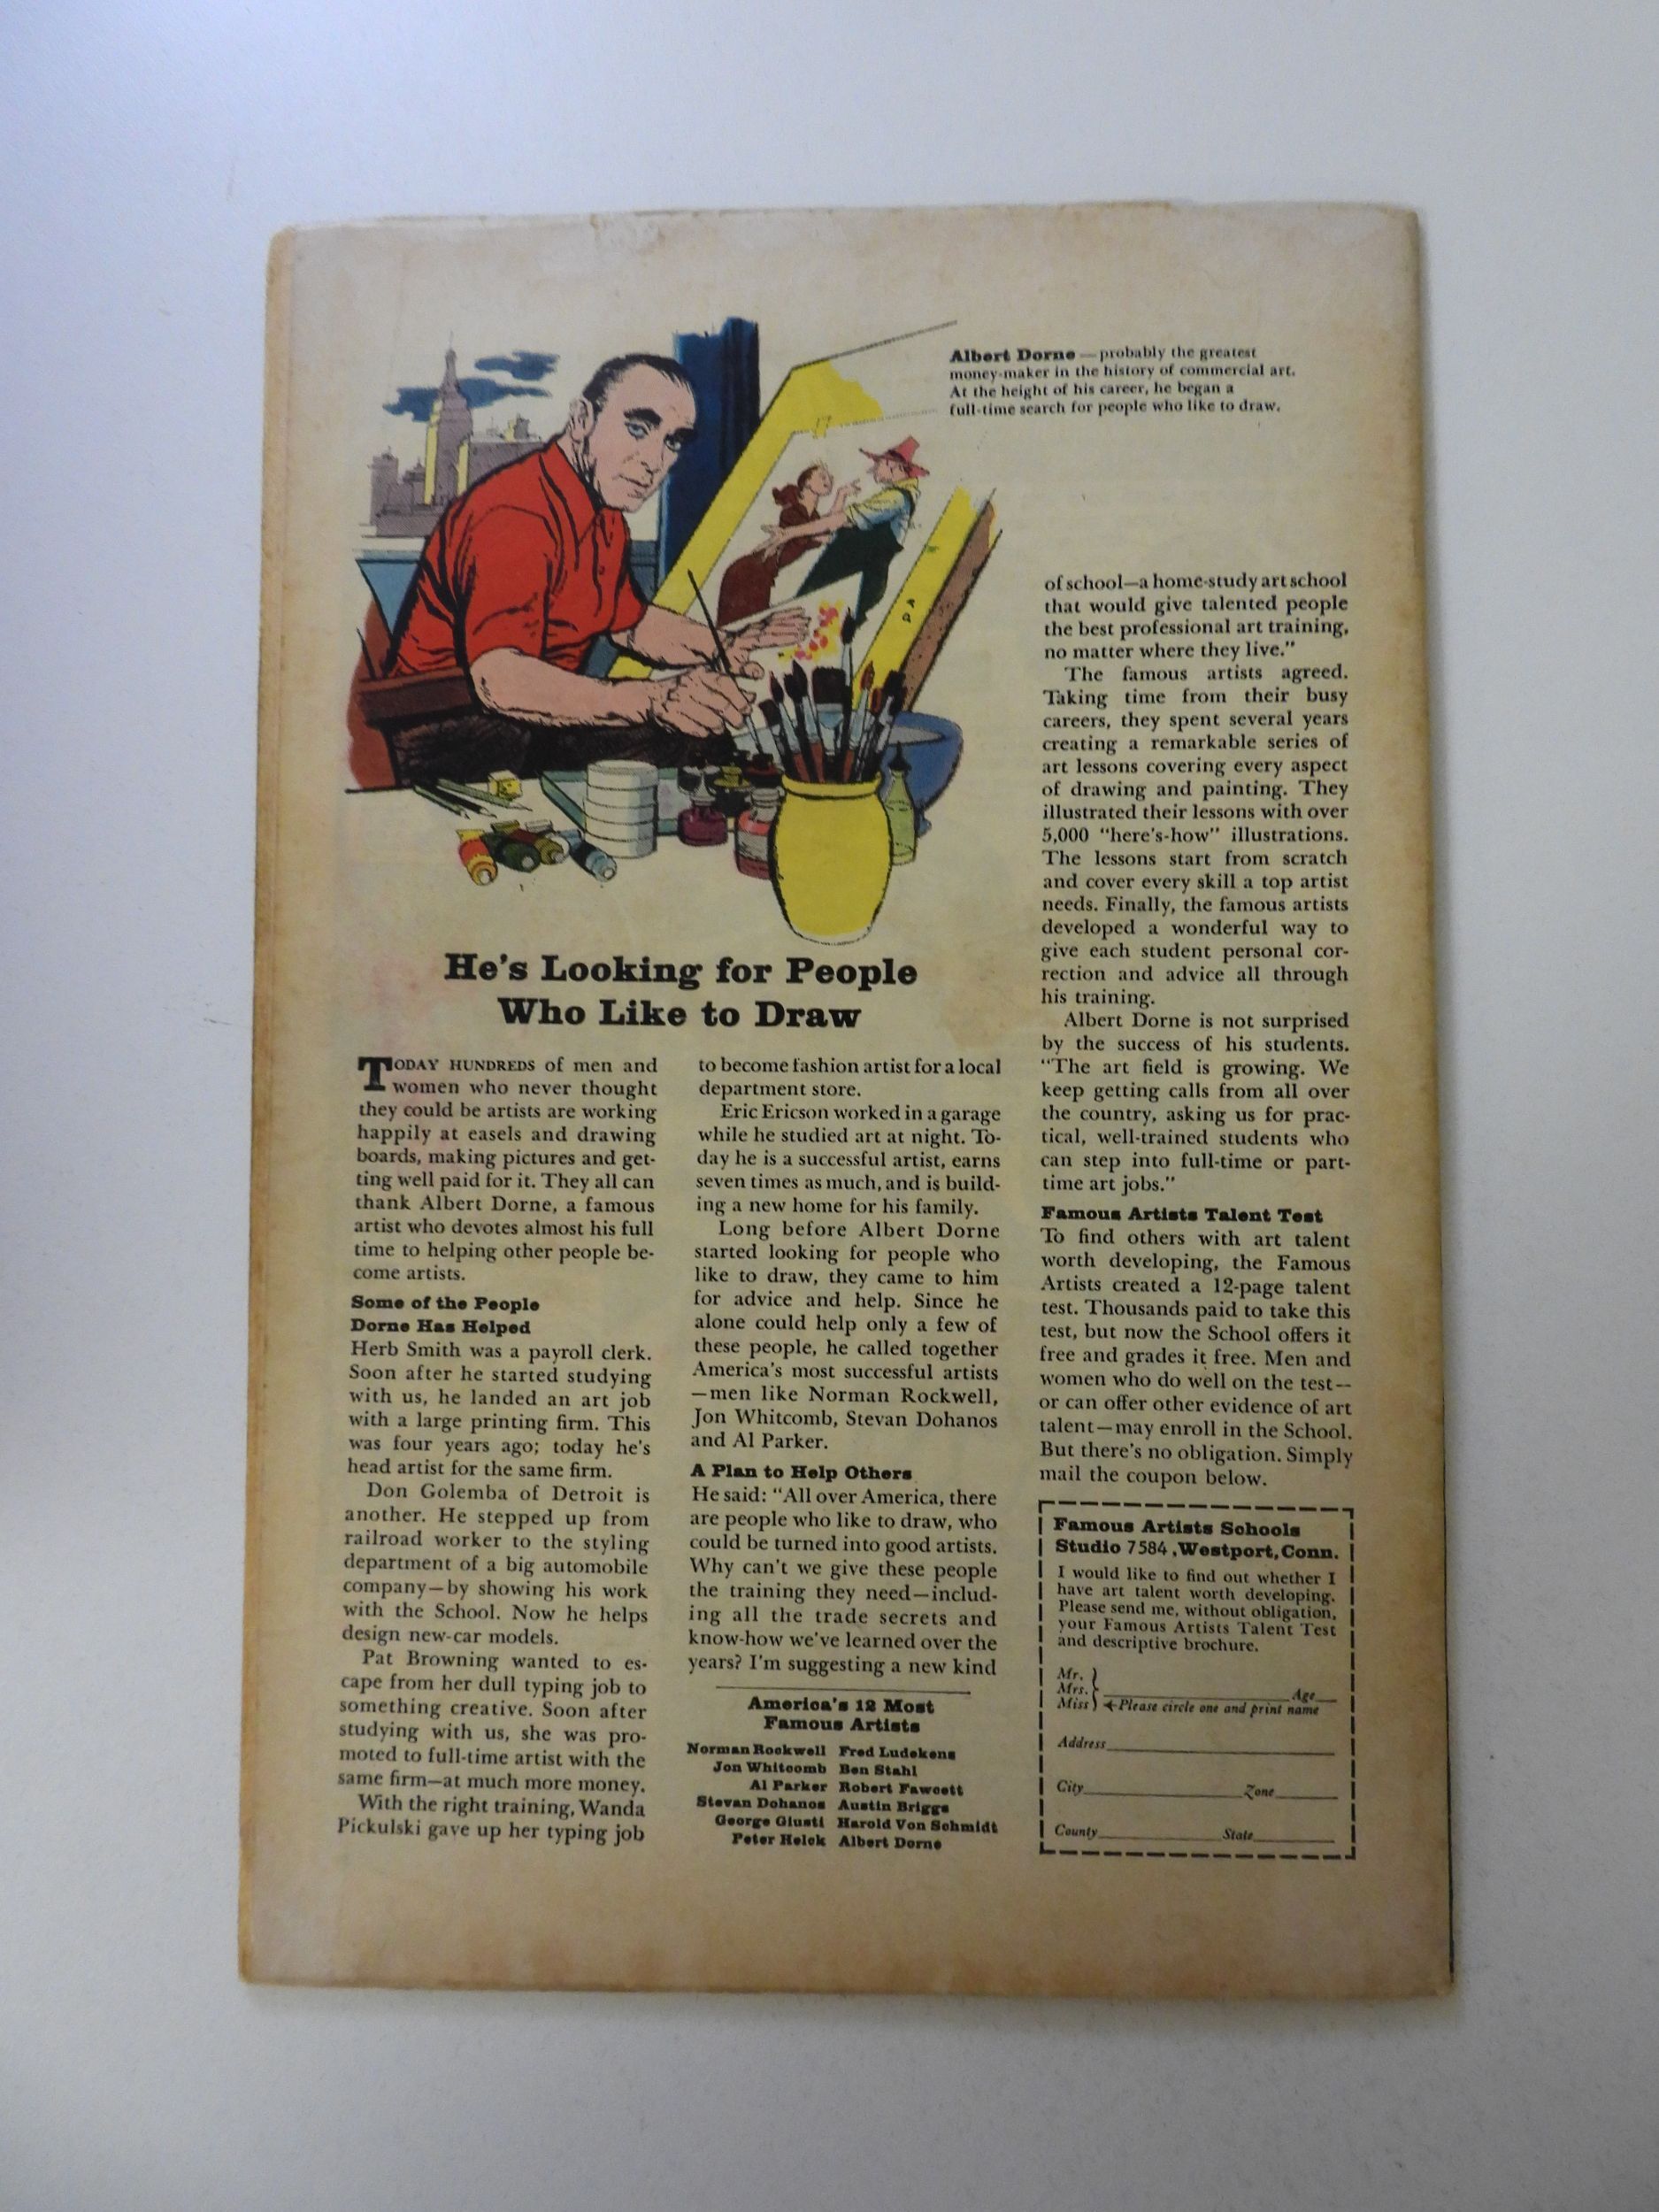 Albert Dorne — probably the greatest
money-maker in the history of commercial art.
At the height of his career, he began a
full-time search for people who like to draw.
He's Looking for People
Who Like to Draw
TODAY HUNDREDS of men and
women who never thought
they could be artists are working
happily at easels and drawing
boards, making pictures and get-
ting well paid for it. They all can
thank Albert Dorne, a famous
artist who devotes almost his full
time to helping other people be-
come artists.
Some of the People
Dorne Has Helped
Herb Smith was a payroll clerk.
Soon after he started studying
with us, he landed an art job
with a large printing firm. This
was four years ago; today he's
head artist for the same firm.
Don Golemba of Detroit is
another. He stepped up from
railroad worker to the styling
department of a big automobile
company—by showing his work
with the School. Now he helps
design new-car models.
Pat Browning wanted to es-
cape from her dull typing job to
something creative. Soon after
studying with us, she was pro-
moted to full-time artist with the
same firm—at much more money.
With the right training, Wanda
Pickulski gave up her typing job
to become fashion artist for a local
department store.
Eric Ericson worked in a garage
while he studied art at night. To-
day he is a successful artist, earns
seven times as much, and is build-
ing a new home for his family.
Long before Albert Dorne
started looking for people who
like to draw, they came to him
for advice and help. Since he
alone could help only a few of
these people, he called together
America's most successful artists
—men like Norman Rockwell,
Jon Whitcomb, Stevan Dohanos
and Al Parker.
A Plan to Help Others
He said: "All over America, there
are people who like to draw, who
could be turned into good artists.
Why can't we give these people
the training they need—includ-
ing all the trade secrets and
know-how we've learned over the
years? I'm suggesting a new kind
America's 12 Most
Famous Artists
Norman Rockwell Fred Ludekens
Jon Whitcomb Ben Stahl
Al Parker Robert Fawcett
Stevan Dohanos Austin Briggs
George Giusti Harold Von Schmidt
Peter Helck Albert Dorne
of school—a home-study art school
that would give talented people
the best professional art training,
no matter where they live."
The famous artists agreed.
Taking time from their busy
careers, they spent several years
creating a remarkable series of
art lessons covering every aspect
of drawing and painting. They
illustrated their lessons with over
5,000 "here's-how" illustrations.
The lessons start from scratch
and cover every skill a top artist
needs. Finally, the famous artists
developed a wonderful way to
give each student personal cor-
rection and advice all through
his training.
Albert Dorne is not surprised
by the success of his students.
"The art field is growing. We
keep getting calls from all over
the country, asking us for prac-
tical, well-trained students who
can step into full-time or part-
time art jobs."
Famous Artists Talent Test
To find others with art talent
worth developing, the Famous
Artists created a 12-page talent
test. Thousands paid to take this
test, but now the School offers it
free and grades it free. Men and
women who do well on the test—
or can offer other evidence of art
talent—may enroll in the School.
But there's no obligation. Simply
mail the coupon below.
Famous Artists Schools
Studio 7584, Westport, Conn.
I would like to find out whether I
have art talent worth developing.
Please send me, without obligation,
your Famous Artists Talent Test
and descriptive brochure.
Mr.
Mrs. Age
Miss Please circle one and print name
Address
City Zone
County State